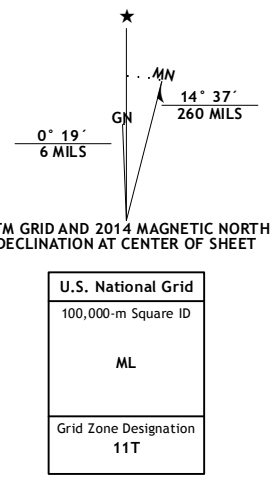 MN
GN
14° 37´
260 MILS
0° 19´
6 MILS
TM GRID AND 2014 MAGNETIC NORTH
DECLINATION AT CENTER OF SHEET
U.S. National Grid
100,000-m Square ID
ML
Grid Zone Designation
11T